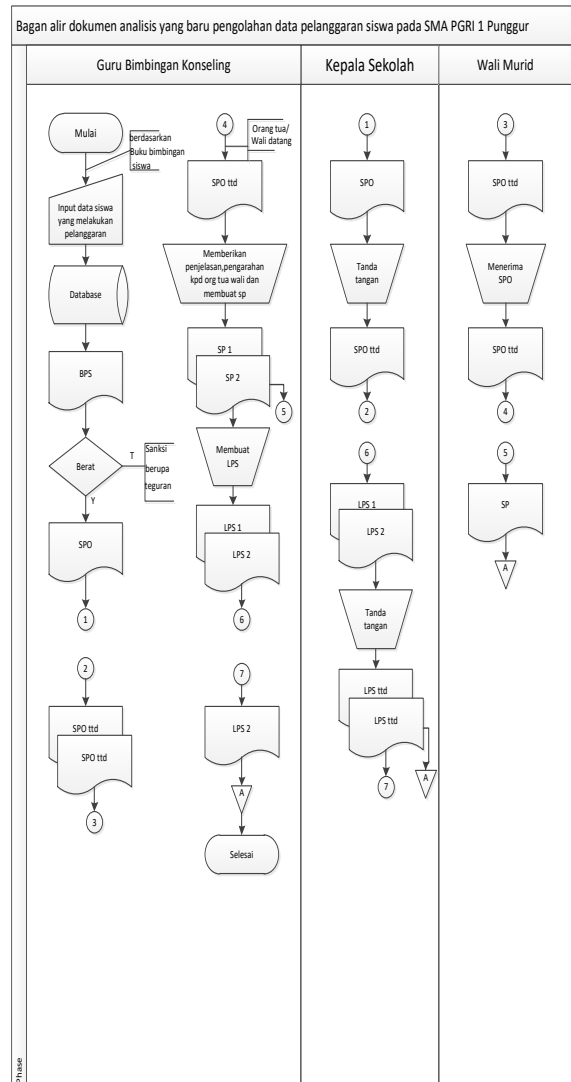 Bagan alir dokumen analisis yang baru pengolahan data pelanggaran siswa pada SMA PGRI 1 Punggur
Guru Bimbingan Konseling
Kepala Sekolah
Wali Murid
Mulai
berdasarkan
Buku bimbingan
siswa
Input data siswa
yang melakukan
pelanggaran
Database
BPS
Berat
T
Sanksi
berupa
teguran
Y
SPO
1
2
SPO ttd
SPO ttd
3
4
Orang tua/
Wali datang
SPO ttd
Memberikan
penjelasan,pengarahan
kpd org tua wali dan
membuat sp
SP 1
SP 2
5
Membuat
LPS
LPS 1
LPS 2
6
7
LPS 2
A
Selesai
1
SPO
Tanda
tangan
SPO ttd
2
6
LPS 1
LPS 2
Tanda
tangan
LPS ttd
LPS ttd
7
A
3
SPO ttd
Menerima
SPO
SPO ttd
4
5
SP
A
Phase